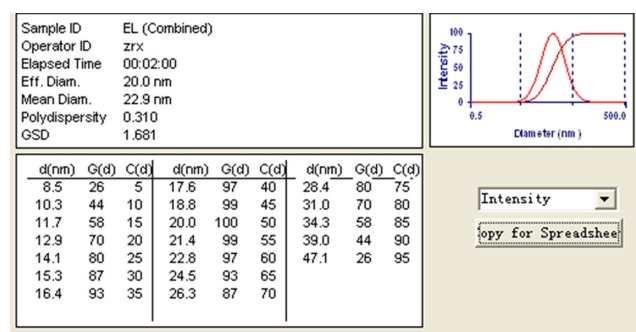 Sample ID EL (Combined)
Operator ID zrx
Elapsed Time 00:02:00
Eff. Diam. 20.0 nm
Mean Diam. 22.9 nm
Polydispersity 0.310
GSD 1.681
Intensity
100
75
50
25
0
0.5 500.0
Diameter (nm)
d(nm) G(d) C(d) d(nm) G(d) C(d) d(nm) G(d) C(d)
8.5 26 5 17.6 97 40 28.4 80 75
10.3 44 10 18.8 99 45 31.0 70 80
11.7 58 15 20.0 100 50 34.3 58 85
12.9 70 20 21.4 99 55 39.0 44 90
14.1 80 25 22.8 97 60 47.1 26 95
15.3 87 30 24.5 93 65
16.4 93 35 26.3 87 70
Intensity
opy for Spreadshee